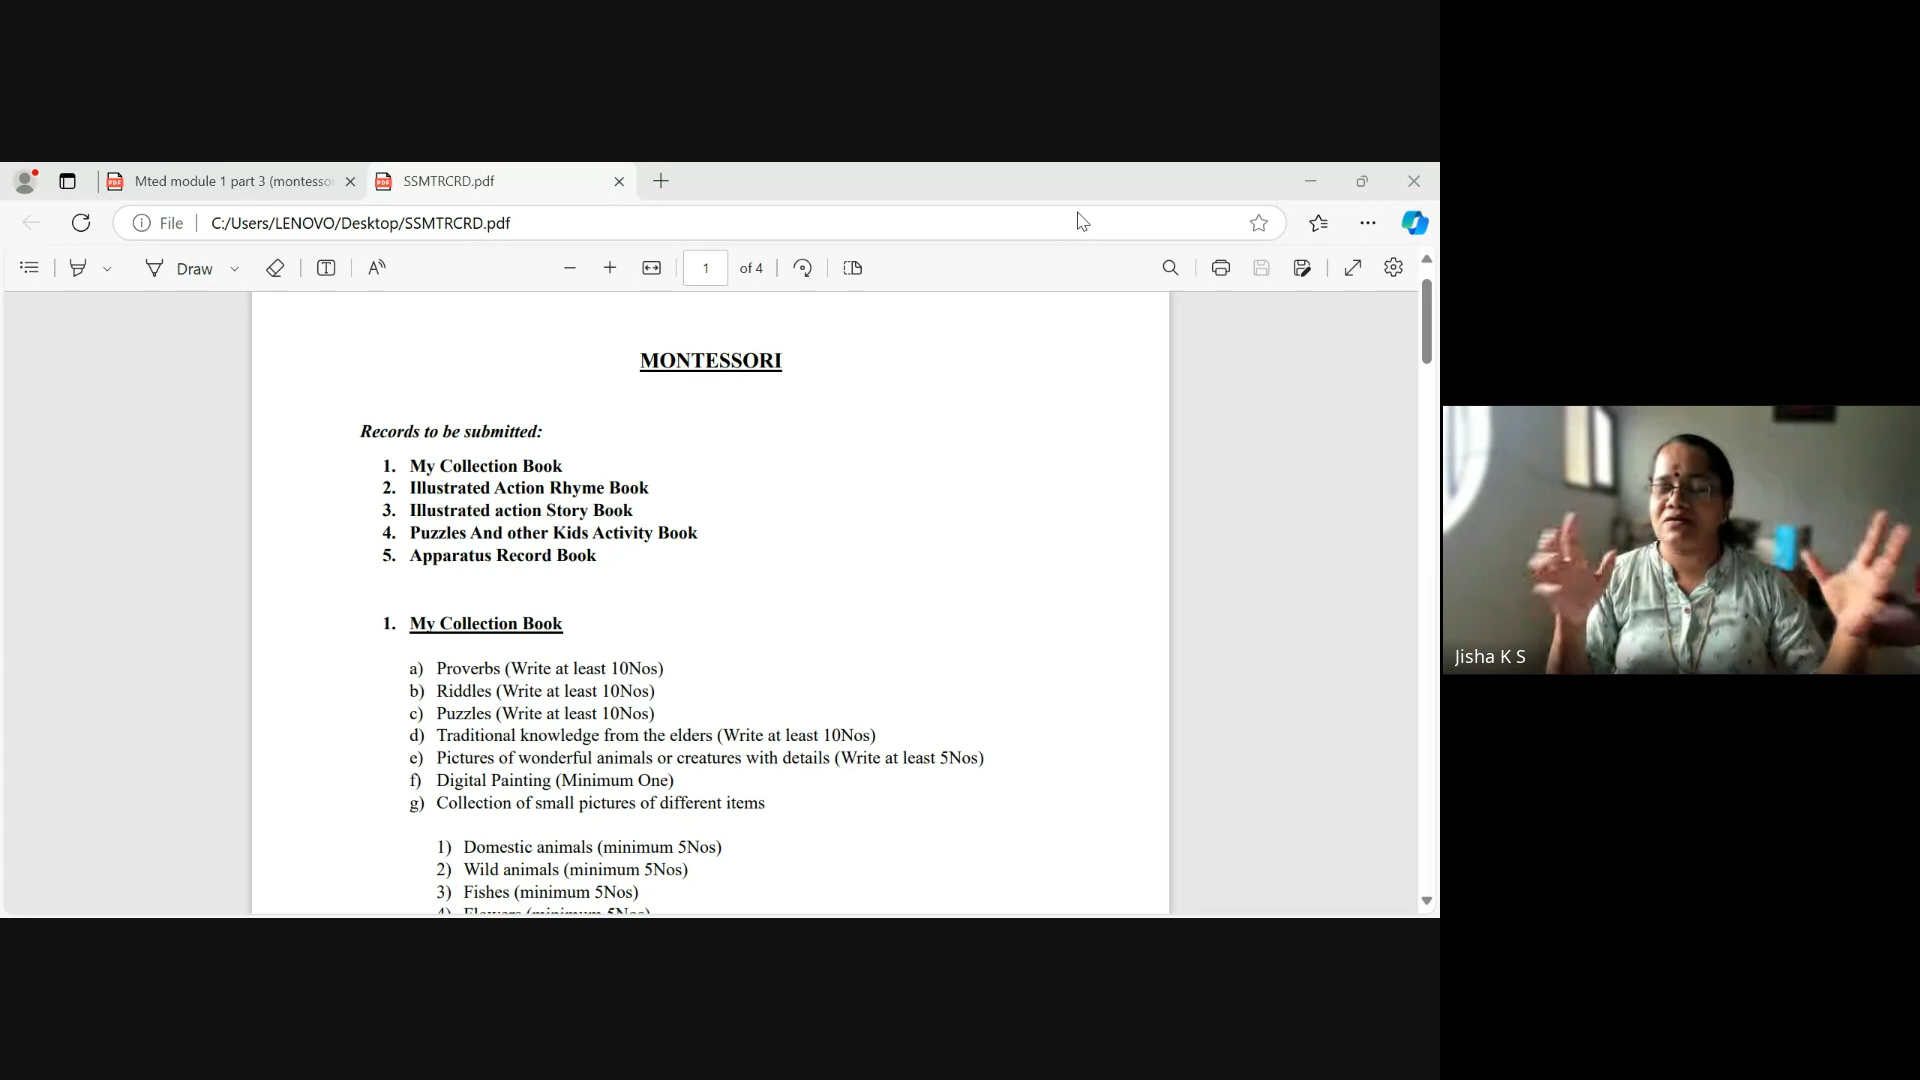 Mted module 1 part 3 (montesso
SSMTRCRD.pdf
File
C:/Users/LENOVO/Desktop/SSMTRCRD.pdf
Draw
1 of 4
MONTESSORI
Records to be submitted:
1. My Collection Book
2. Illustrated Action Rhyme Book
3. Illustrated action Story Book
4. Puzzles And other Kids Activity Book
5. Apparatus Record Book
1. My Collection Book
a) Proverbs (Write at least 10Nos)
b) Riddles (Write at least 10Nos)
c) Puzzles (Write at least 10Nos)
d) Traditional knowledge from the elders (Write at least 10Nos)
e) Pictures of wonderful animals or creatures with details (Write at least 5Nos)
f) Digital Painting (Minimum One)
g) Collection of small pictures of different items
1) Domestic animals (minimum 5Nos)
2) Wild animals (minimum 5Nos)
3) Fishes (minimum 5Nos)
4) Flowers (minimum 5Nos)
Jisha K S